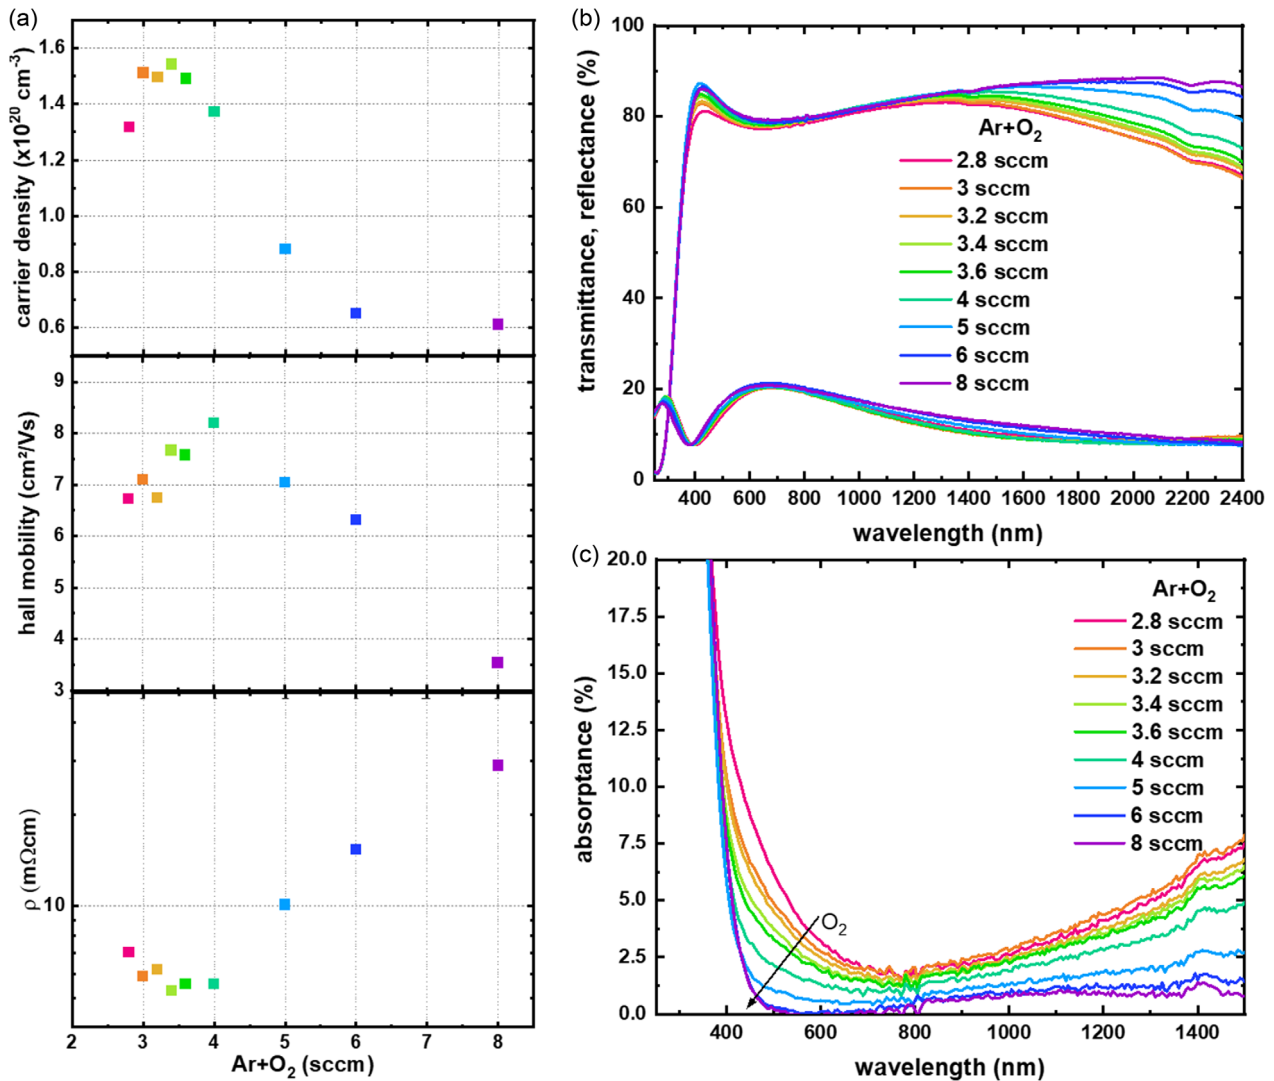 (a)
carrier density (x10²⁰ cm⁻³)
1.6
1.4
1.2
1.0
0.8
0.6
hall mobility (cm²/Vs)
9
8
7
6
5
4
3
ρ (mΩcm)
10
2 3 4 5 6 7 8
Ar+O₂ (sccm)
(b)
transmittance, reflectance (%)
100
80
60
40
20
0
Ar+O₂
2.8 sccm
3 sccm
3.2 sccm
3.4 sccm
3.6 sccm
4 sccm
5 sccm
6 sccm
8 sccm
400 600 800 1000 1200 1400 1600 1800 2000 2200 2400
wavelength (nm)
(c)
absorptance (%)
20.0
17.5
15.0
12.5
10.0
7.5
5.0
2.5
0.0
Ar+O₂
2.8 sccm
3 sccm
3.2 sccm
3.4 sccm
3.6 sccm
4 sccm
5 sccm
6 sccm
8 sccm
O₂
400 600 800 1000 1200 1400
wavelength (nm)